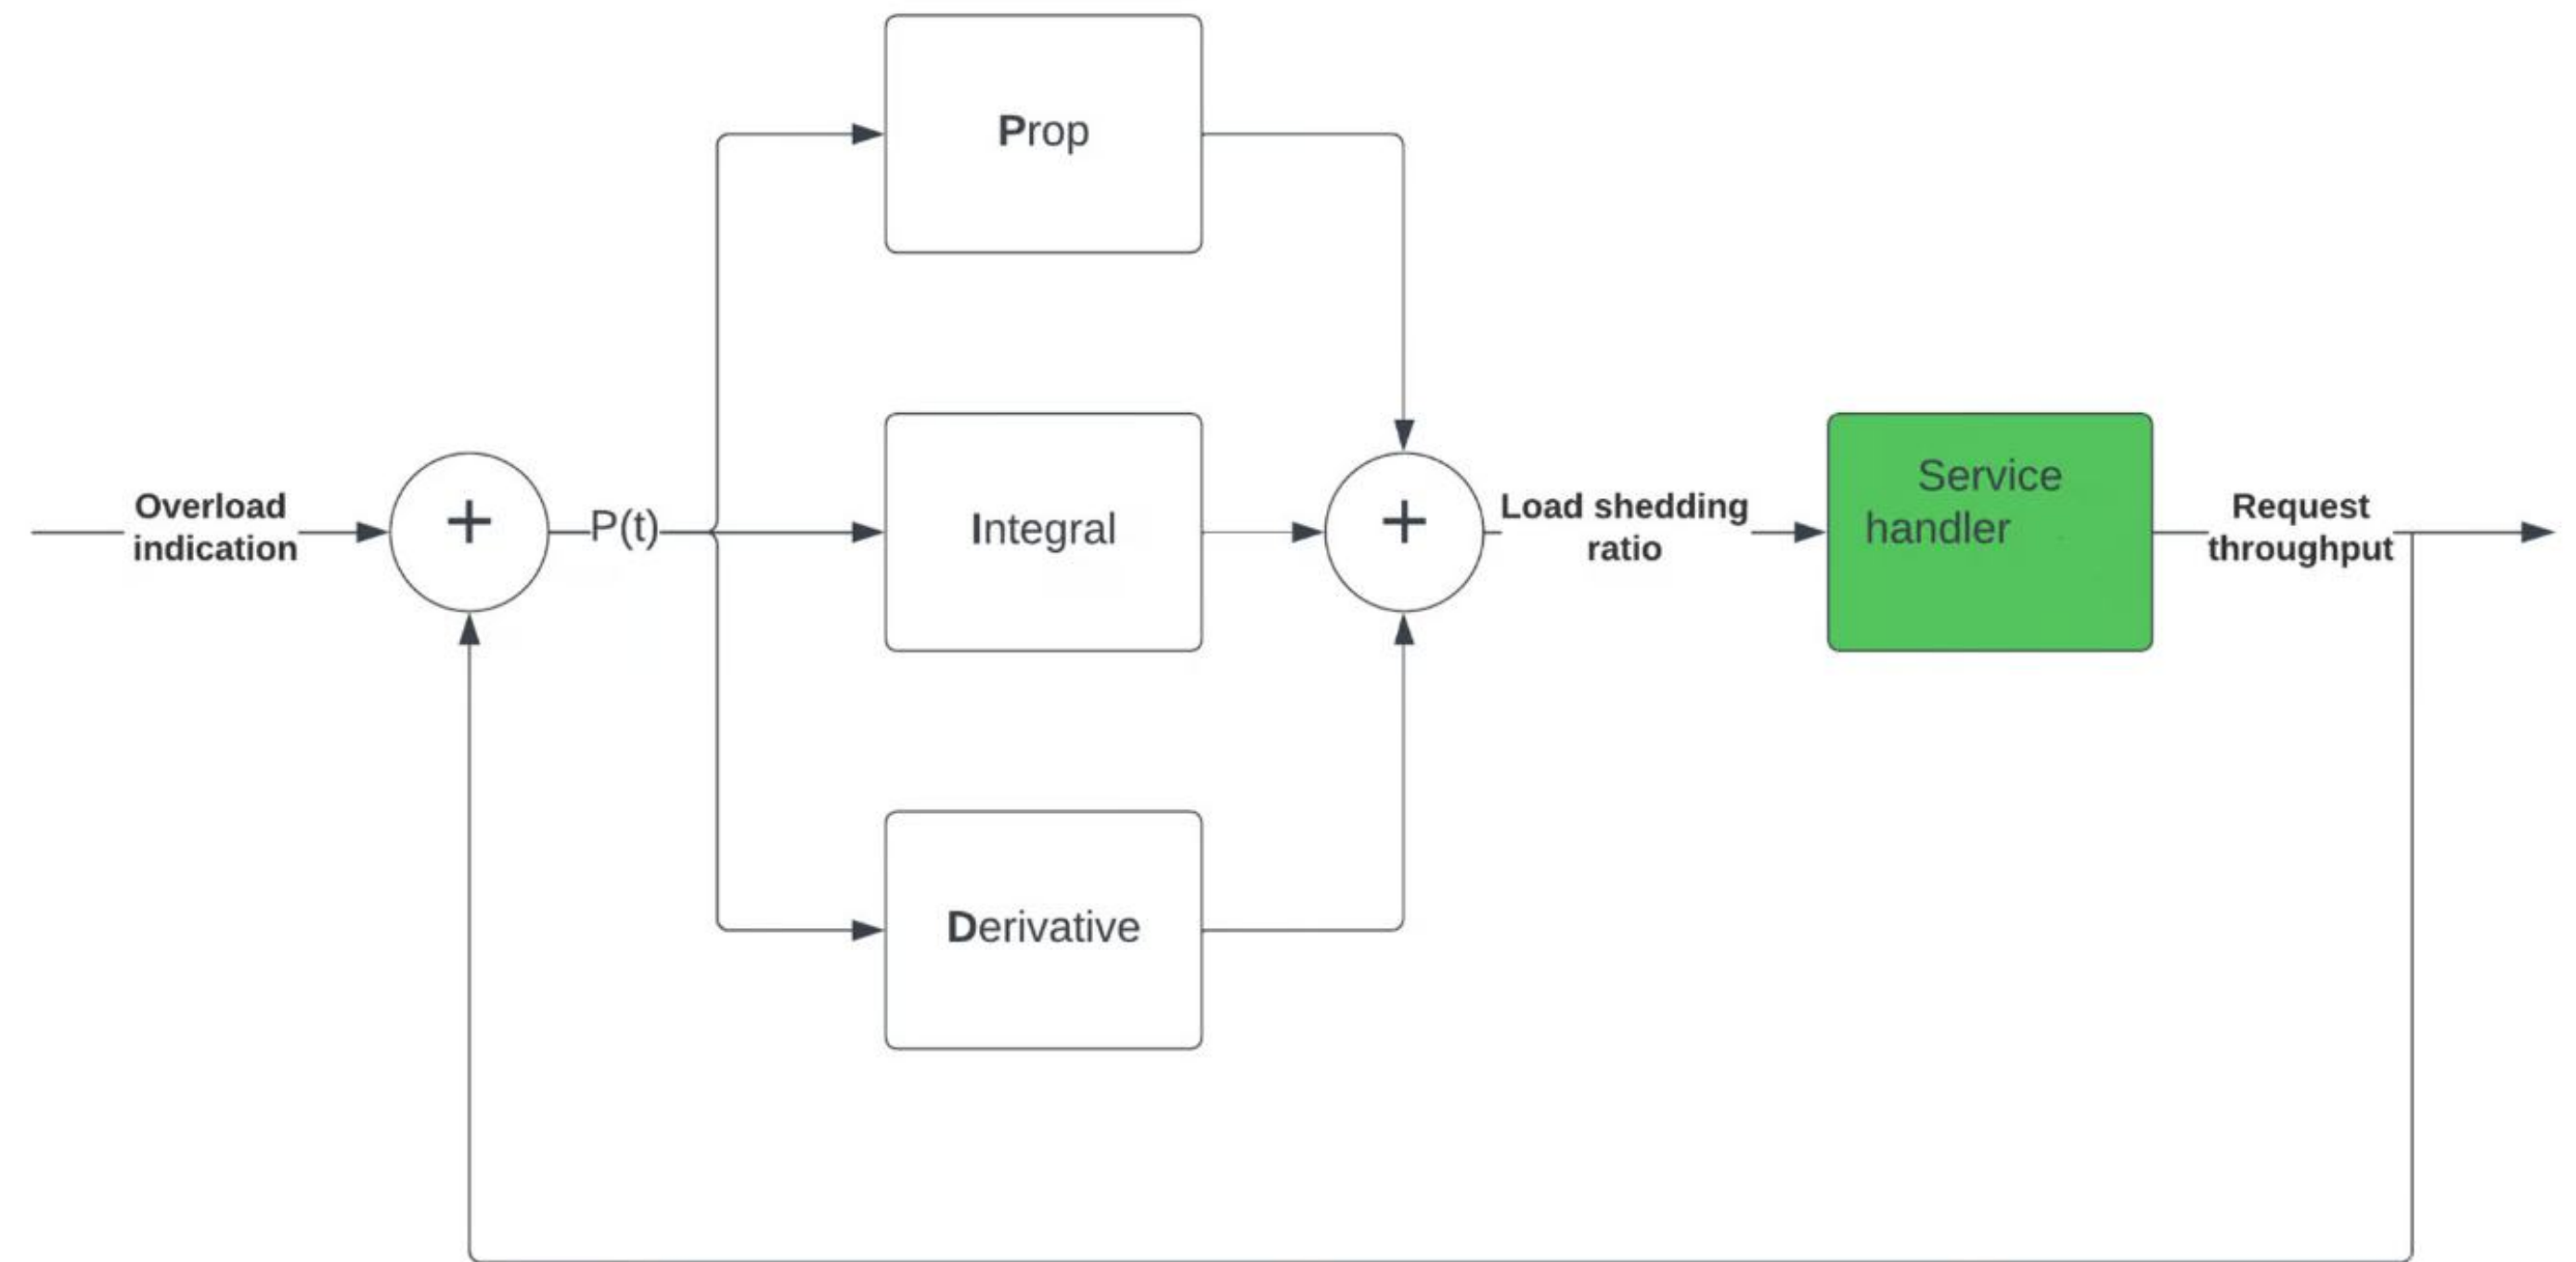 Prop
Overload
indication
+
P(t)
Integral
+
Load shedding
ratio
Service
handler
Request
throughput
Derivative